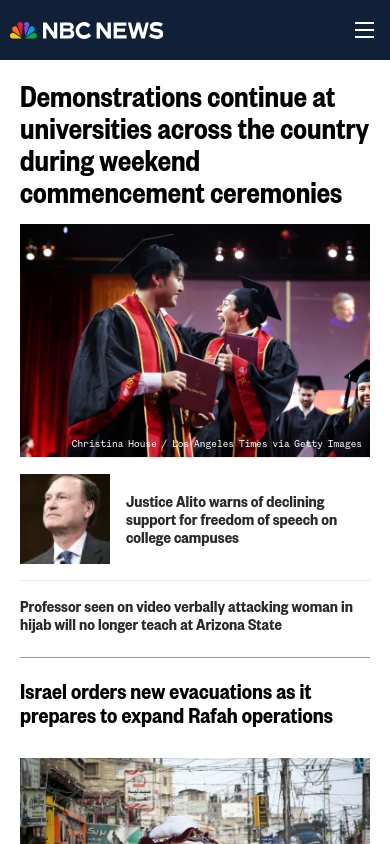 NBC NEWS
Demonstrations continue at
universities across the country
during weekend
commencement ceremonies
Christina House / Los Angeles Times via Getty Images
Justice Alito warns of declining
support for freedom of speech on
college campuses
Professor seen on video verbally attacking woman in
hijab will no longer teach at Arizona State
Israel orders new evacuations as it
prepares to expand Rafah operations